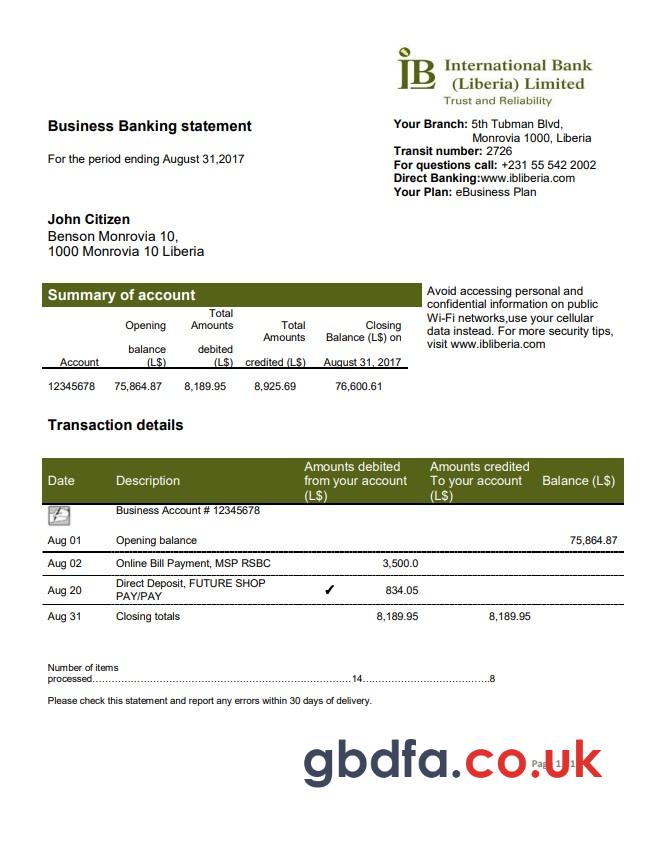 iB International Bank
(Liberia) Limited
Trust and Reliability
Business Banking statement
For the period ending August 31,2017
Your Branch: 5th Tubman Blvd,
Monrovia 1000, Liberia
Transit number: 2726
For questions call: +231 55 542 2002
Direct Banking:www.ibliberia.com
Your Plan: eBusiness Plan
John Citizen
Benson Monrovia 10,
1000 Monrovia 10 Liberia
Summary of account
Total Amounts
Opening Amounts Total Closing
Amounts Balance (L$) on
balance debited
Account (L$) (L$) credited (L$) August 31, 2017
12345678 75,864.87 8,189.95 8,925.69 76,600.61
Avoid accessing personal and
confidential information on public
Wi-Fi networks,use your cellular
data instead. For more security tips,
visit www.ibliberia.com
Transaction details
Amounts debited Amounts credited
Date Description from your account To your account Balance (L$)
(L$) (L$)
Business Account # 12345678
Aug 01 Opening balance 75,864.87
Aug 02 Online Bill Payment, MSP RSBC 3,500.0
Aug 20 Direct Deposit, FUTURE SHOP
PAY/PAY ✓ 834.05
Aug 31 Closing totals 8,189.95 8,189.95
Number of items
processed.....................................................................................14.....................................8
Please check this statement and report any errors within 30 days of delivery.
gbdfa.co.uk